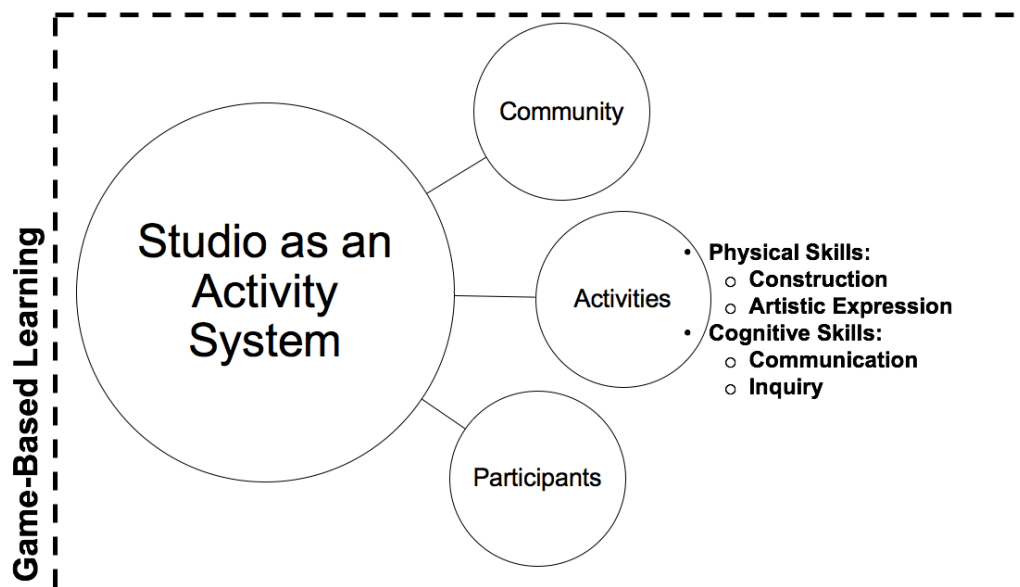 Game-Based Learning
Community
Studio as an
Activity
System
Activities
• Physical Skills:
o Construction
o Artistic Expression
• Cognitive Skills:
o Communication
o Inquiry
Participants